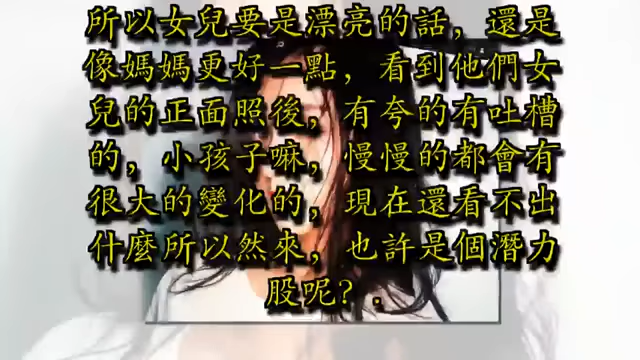 所以女兒要是漂亮的話，還是
像媽媽更好一點，看到他們女
兒的正面照後，有夸的有吐槽
的，小孩子嘛，慢慢的都會有
很大的變化的，現在還看不出
什麼所以然來，也許是個潛力
股呢？.